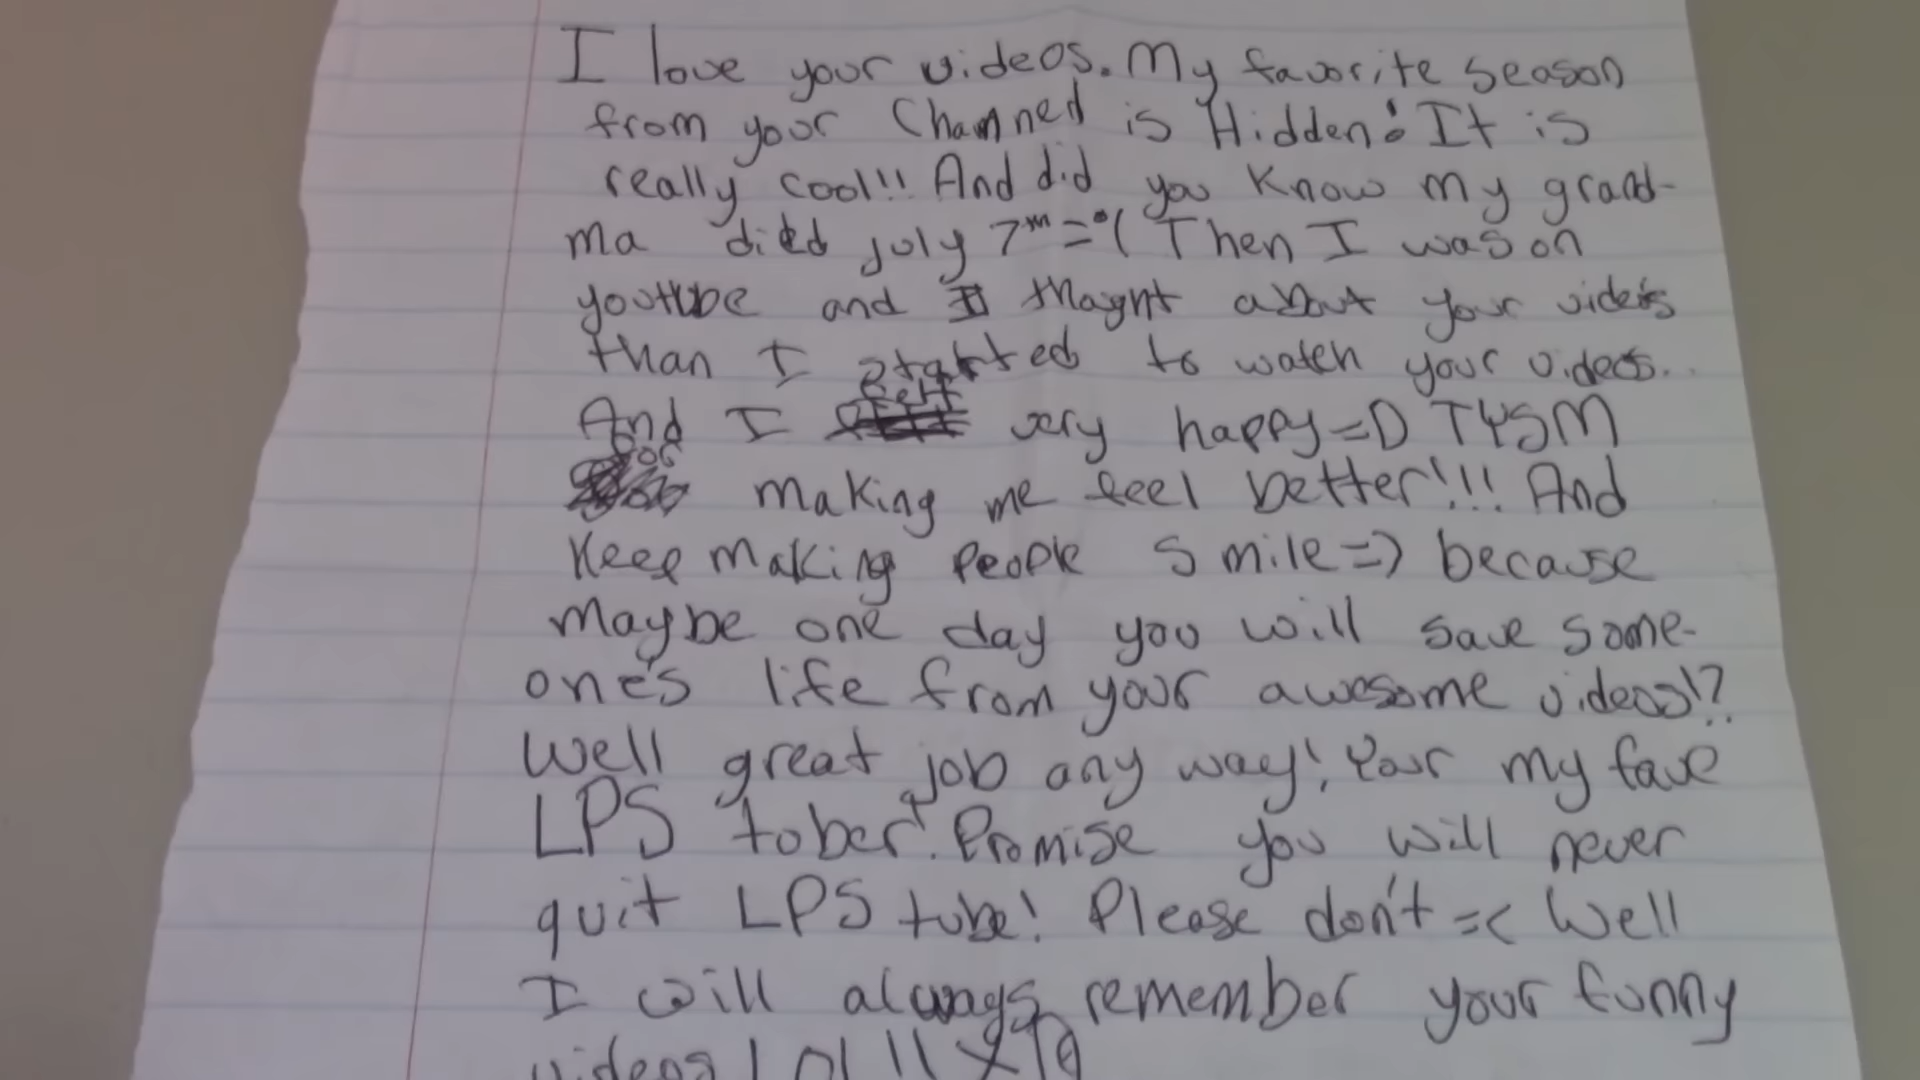 I love your videos. My favorite season
from your Channel is Hidden! It is
really cool!! And did you know my grand-
ma died july 7th ='( Then I was on
youtube and I thaght about your videos
than I started to watch your videos.
And I felt very happy =D TYSM
for making me feel better!!! And
Keep making people smile =) because
maybe one day you will save some-
one's life from your awesome videos!?
Well great job any way! Your my fave
LPS tober! Promise you will never
quit LPS tube! Please don't =< Well
I will always remember your funny
videos